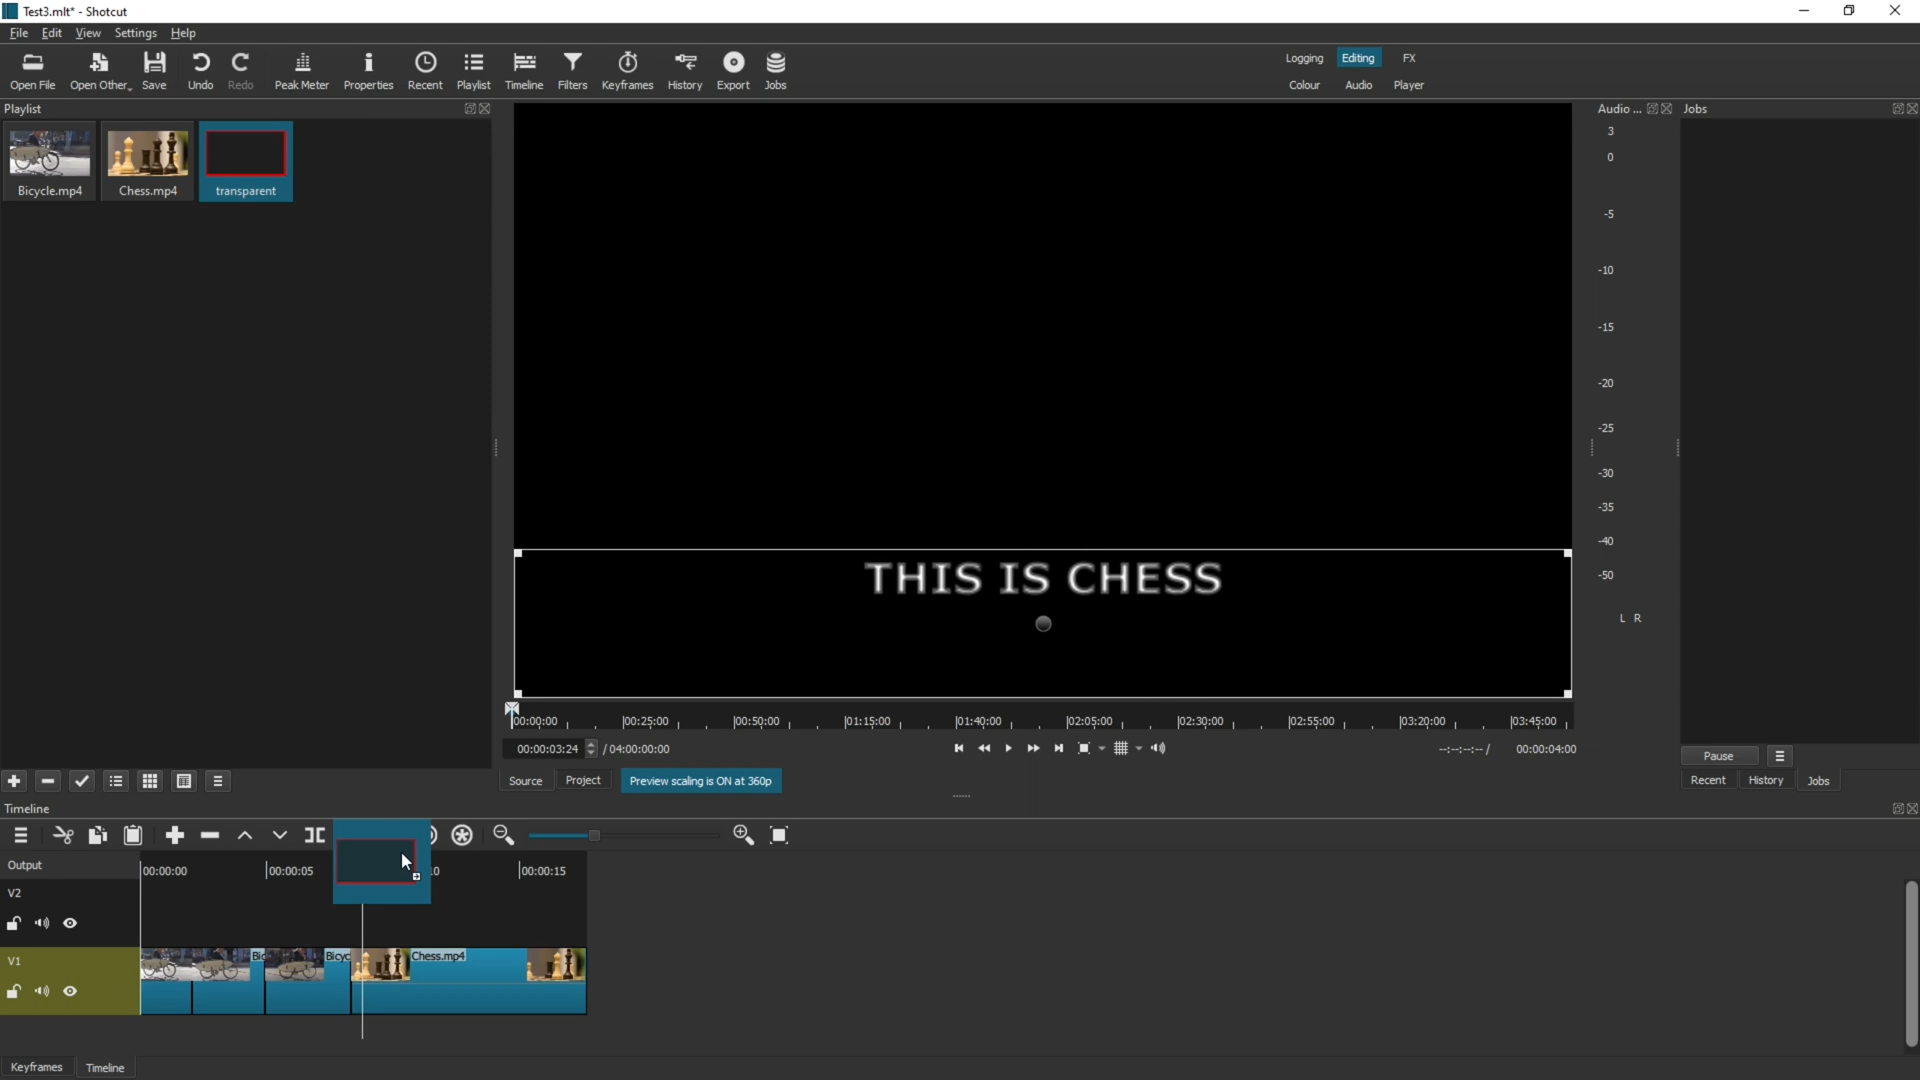 Test3.mlt* - Shotcut
File Edit View Settings Help
Open File Open Other Save Undo Redo Peak Meter Properties Recent Playlist Timeline Filters Keyframes History Export Jobs
Logging Editing FX
Colour Audio Player
Playlist
Audio ...
Jobs
Bicycle.mp4 Chess.mp4 transparent
3
0
-5
-10
-15
-20
-25
-30
-35
-40
-50
L R
THIS IS CHESS
00:00:00 00:25:00 00:50:00 01:15:00 01:40:00 02:05:00 02:30:00 02:55:00 03:20:00 03:45:00
00:00:03:24 / 04:00:00:00
--:--:--:-- / 00:00:04:00
Source Project Preview scaling is ON at 360p
Pause
Recent History Jobs
Timeline
Output
00:00:00 00:00:05 10 00:00:15
V2
V1
Bic Bicyc Chess.mp4
Keyframes Timeline